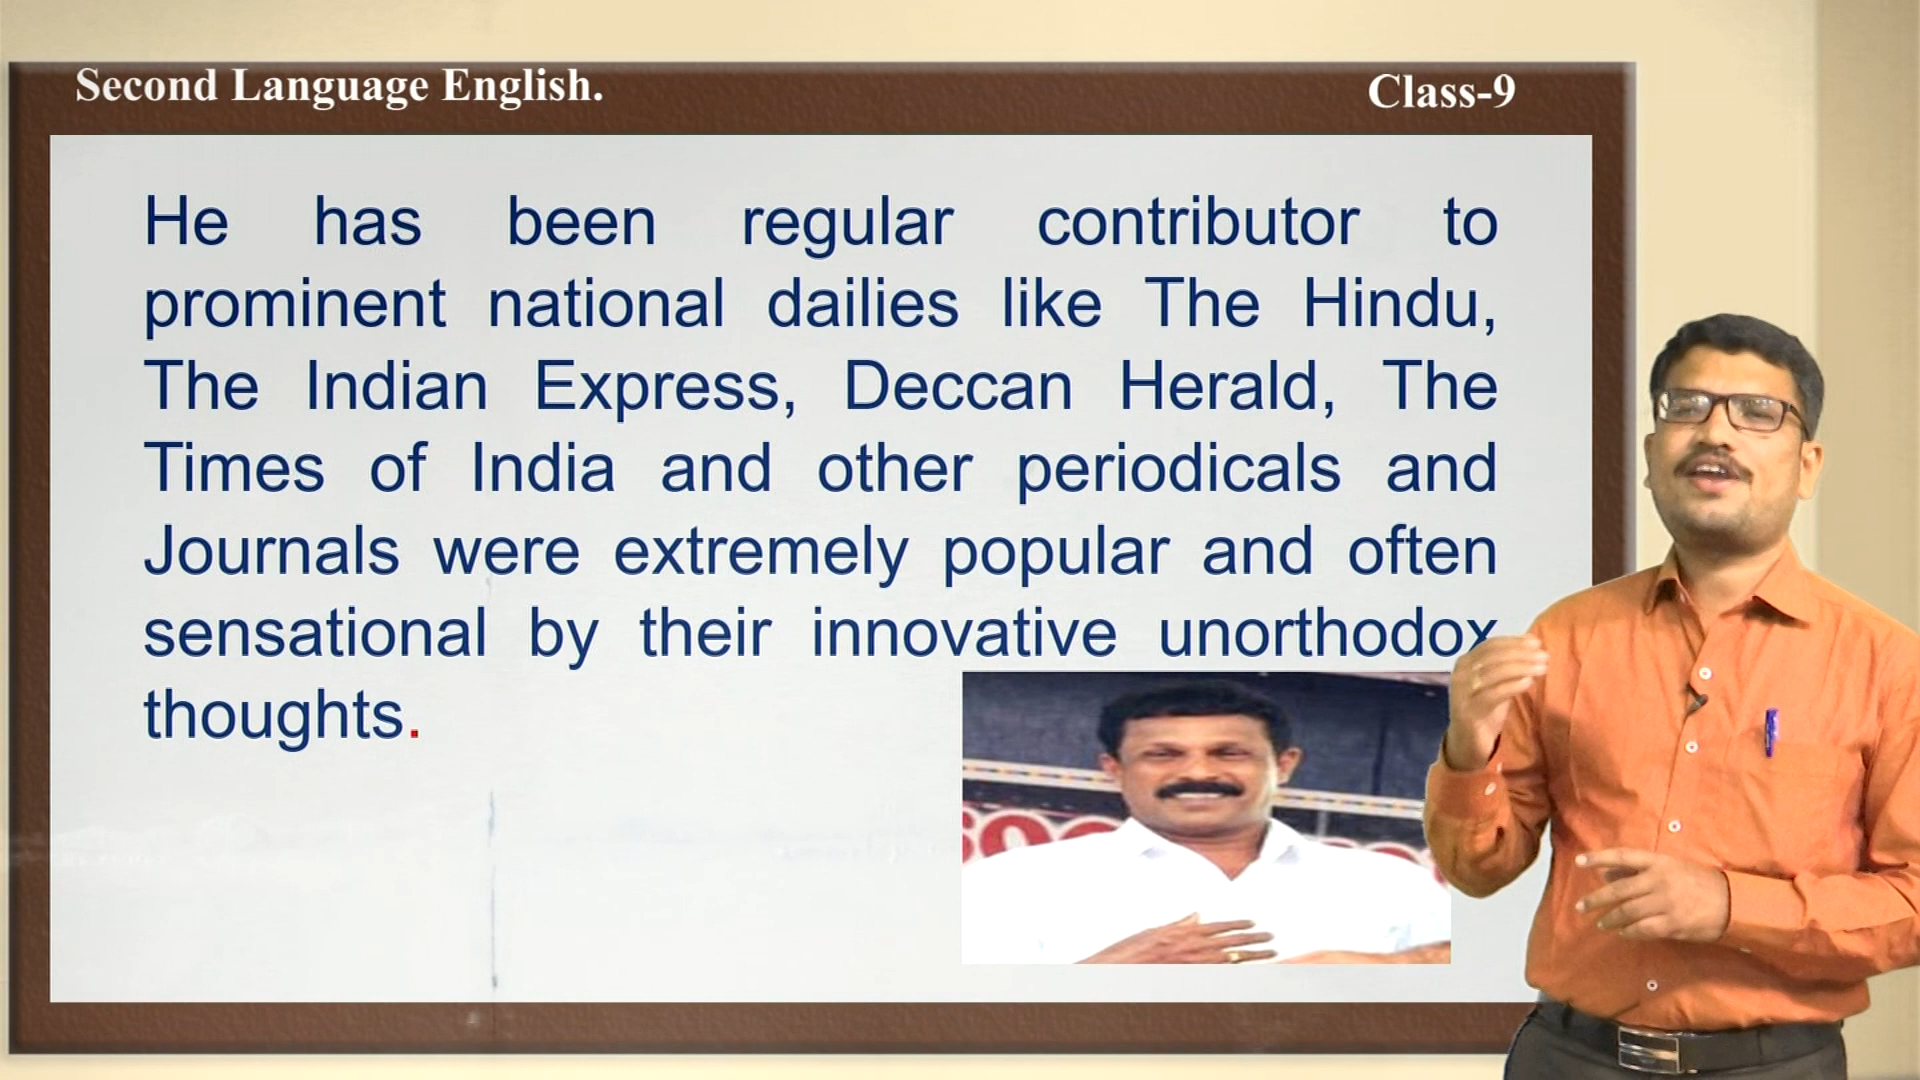 Second Language English.
Class-9
He has been regular contributor to
prominent national dailies like The Hindu,
The Indian Express, Deccan Herald, The
Times of India and other periodicals and
Journals were extremely popular and often
sensational by their innovative unorthodox
thoughts.